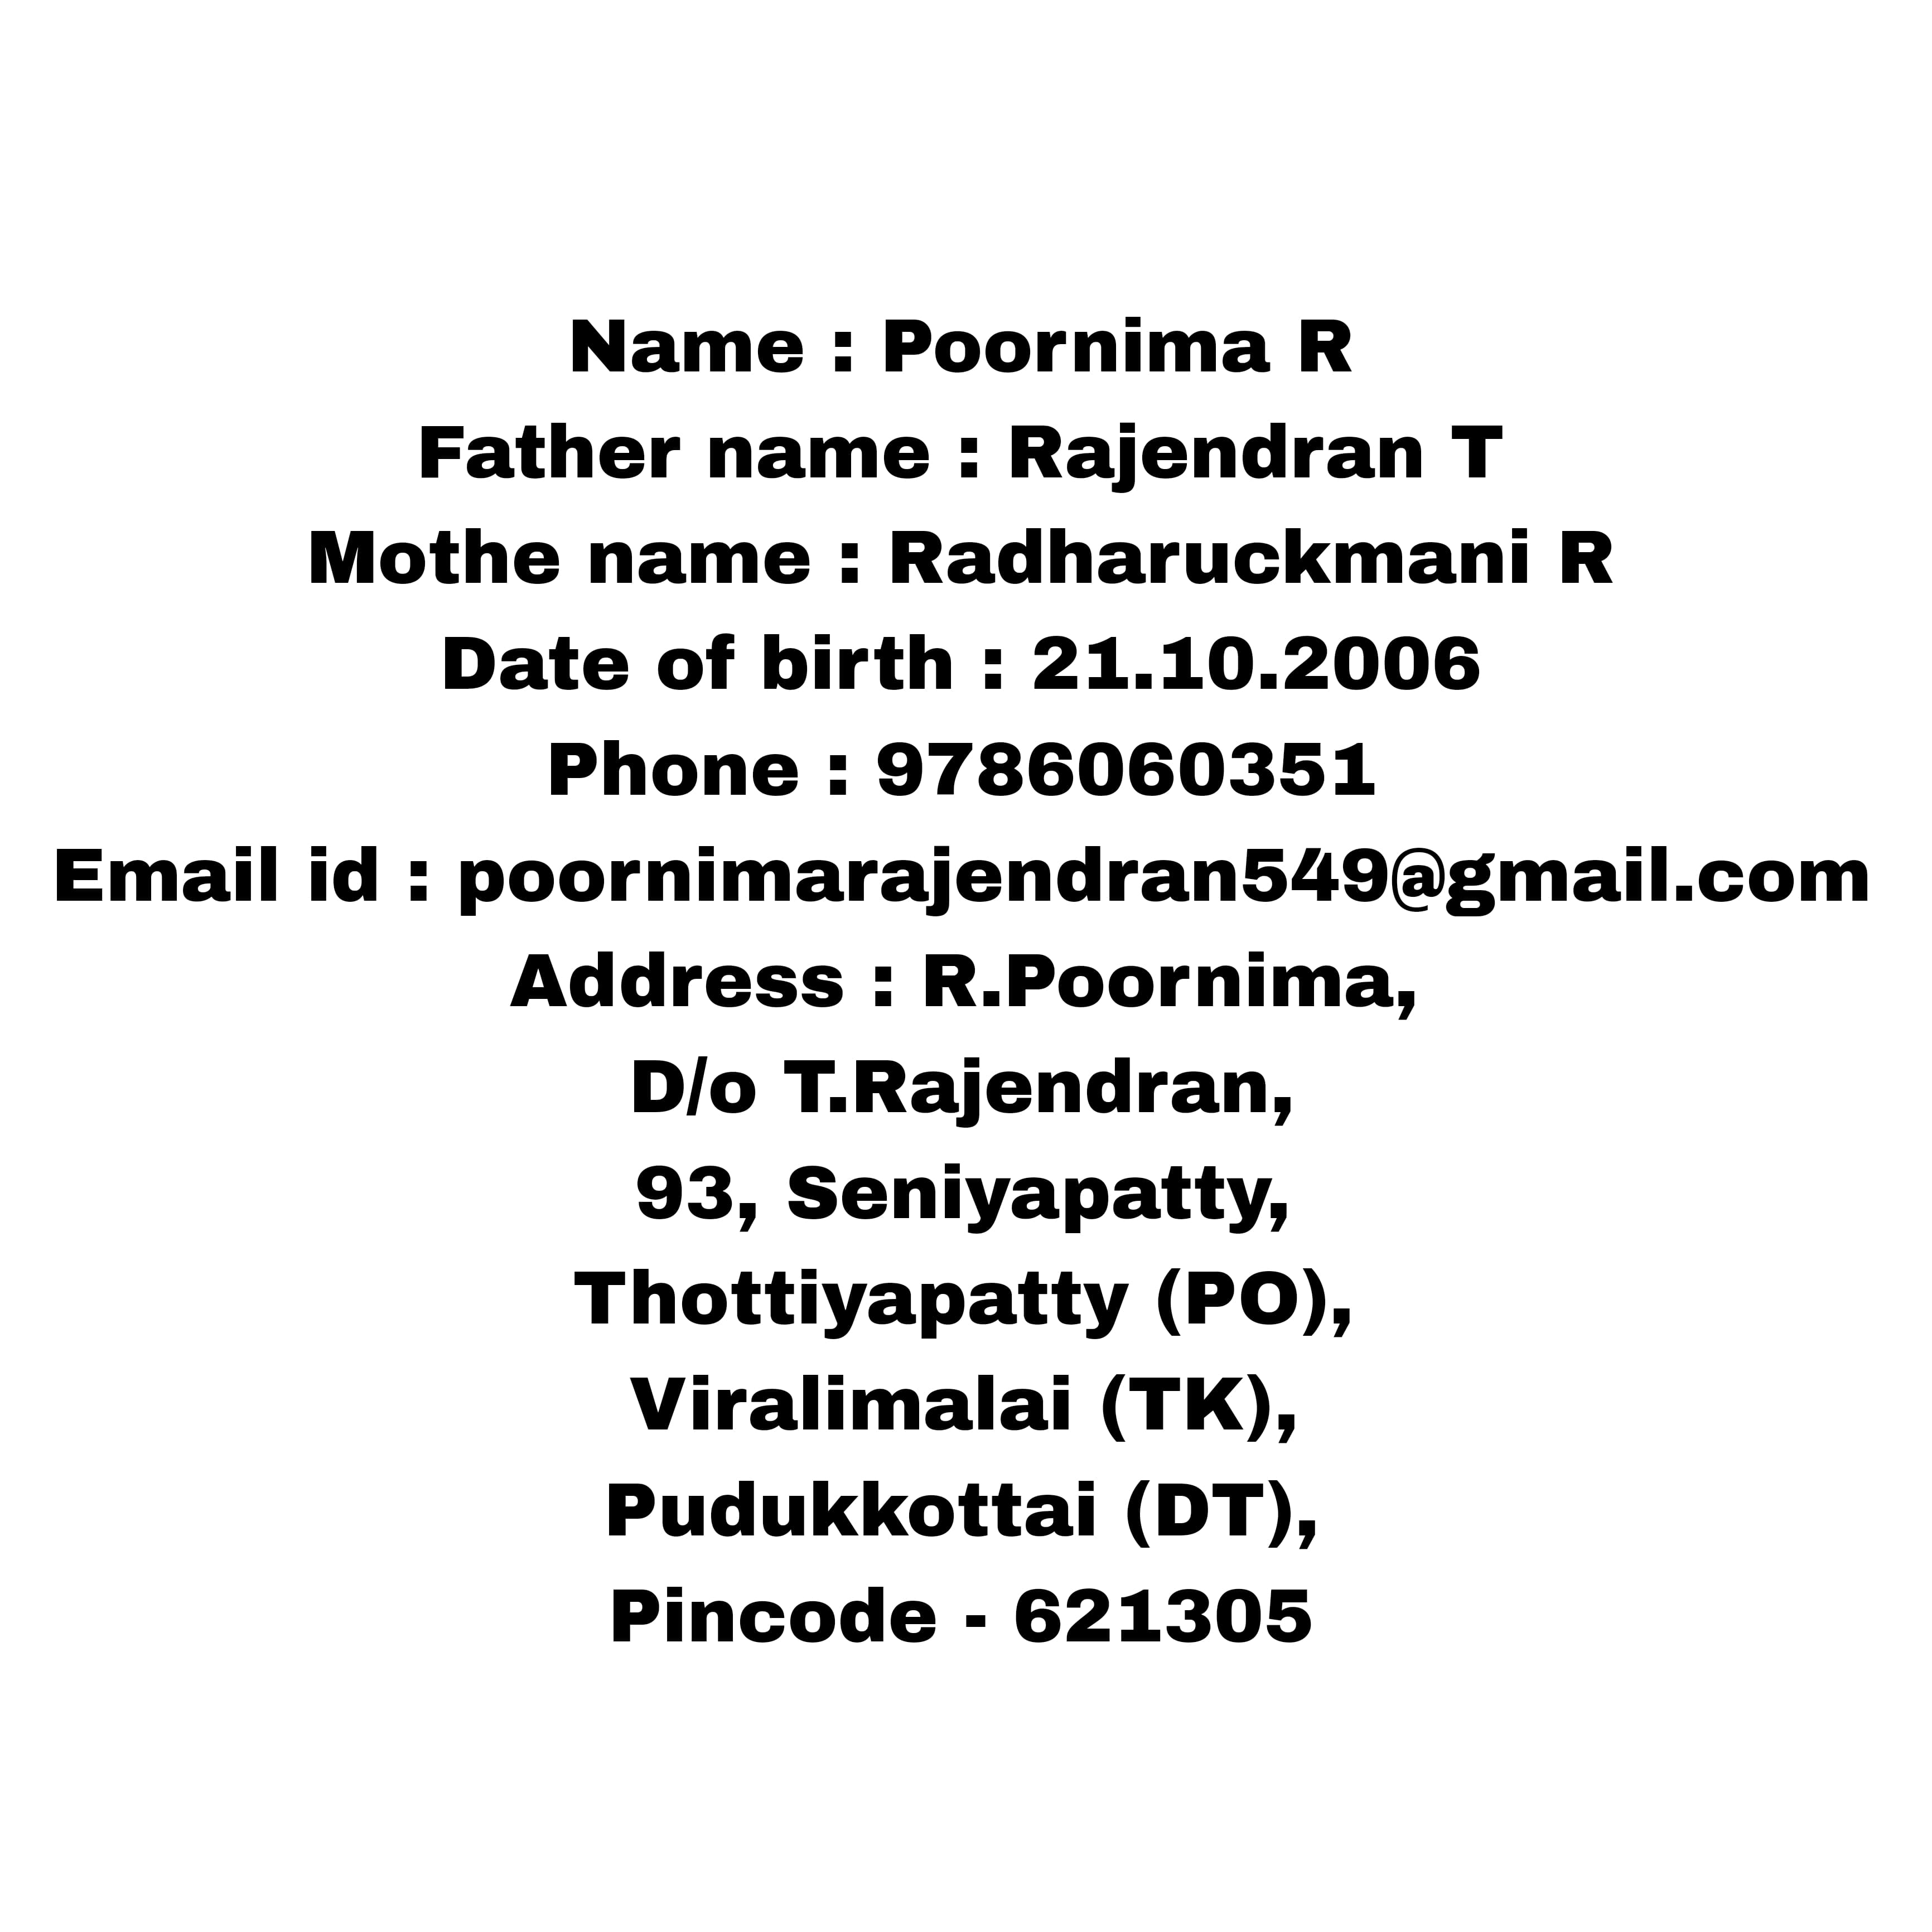 Name : Poornima R
Father name : Rajendran T
Mothe name : Radharuckmani R
Date of birth : 21.10.2006
Phone : 9786060351
Email id : poornimarajendran549@gmail.com
Address : R.Poornima,
D/o T.Rajendran,
93, Seniyapatty,
Thottiyapatty (PO),
Viralimalai (TK),
Pudukkottai (DT),
Pincode - 621305